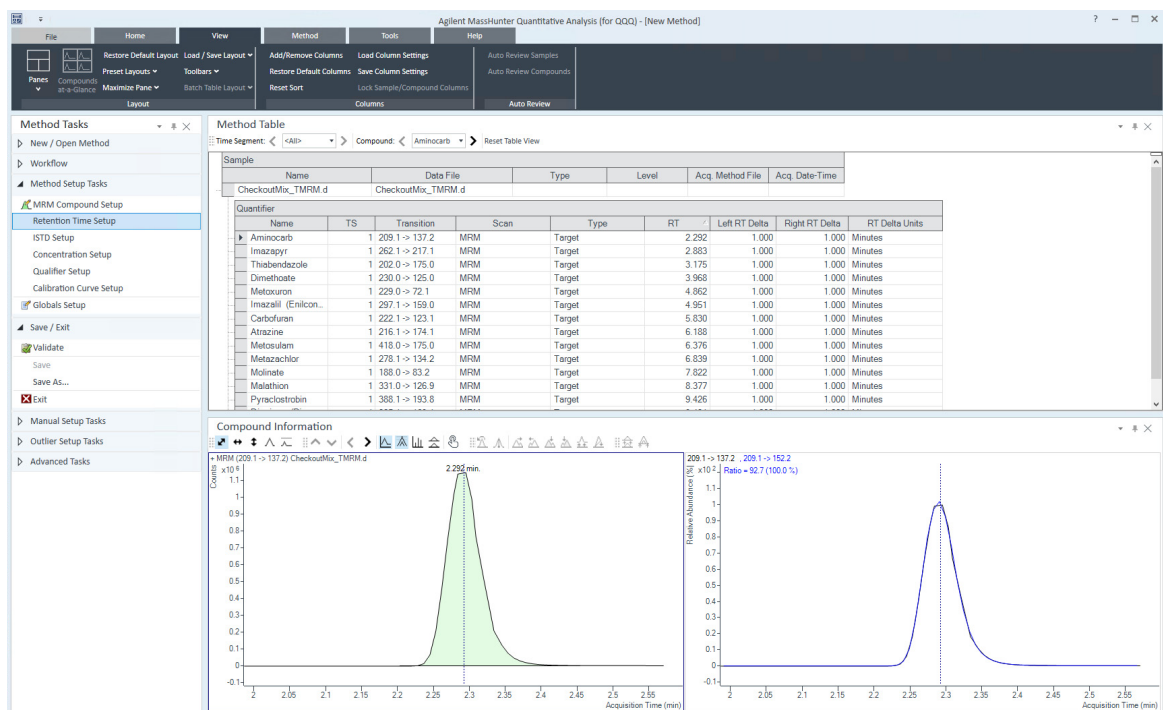 Agilent MassHunter Quantitative Analysis (for QQQ) - [New Method]
File Home View Method Tools Help
Restore Default Layout Load / Save Layout Add/Remove Columns Load Column Settings Auto Review Samples
Panes Compounds at-a-Glance Preset Layouts Toolbars Restore Default Columns Save Column Settings Auto Review Compounds
Maximize Pane Batch Table Layout Reset Sort Lock Sample/Compound Columns
Layout Columns Auto Review
Method Tasks
New / Open Method
Workflow
Method Setup Tasks
MRM Compound Setup
Retention Time Setup
ISTD Setup
Concentration Setup
Qualifier Setup
Calibration Curve Setup
Globals Setup
Save / Exit
Validate
Save
Save As...
Exit
Manual Setup Tasks
Outlier Setup Tasks
Advanced Tasks
Method Table
Time Segment: <All> Compound: Aminocarb Reset Table View
Sample
Name Data File Type Level Acq. Method File Acq. Date-Time
CheckoutMix_TMRM.d CheckoutMix_TMRM.d
Quantifier
Name TS Transition Scan Type RT Left RT Delta Right RT Delta RT Delta Units
Aminocarb 1 209.1 -> 137.2 MRM Target 2.292 1.000 1.000 Minutes
Imazapyr 1 262.1 -> 217.1 MRM Target 2.883 1.000 1.000 Minutes
Thiabendazole 1 202.0 -> 175.0 MRM Target 3.175 1.000 1.000 Minutes
Dimethoate 1 230.0 -> 125.0 MRM Target 3.968 1.000 1.000 Minutes
Metoxuron 1 229.0 -> 72.1 MRM Target 4.862 1.000 1.000 Minutes
Imazalil (Enilcon... 1 297.1 -> 159.0 MRM Target 4.951 1.000 1.000 Minutes
Carbofuran 1 222.1 -> 123.1 MRM Target 5.830 1.000 1.000 Minutes
Atrazine 1 216.1 -> 174.1 MRM Target 6.188 1.000 1.000 Minutes
Metosulam 1 418.0 -> 175.0 MRM Target 6.376 1.000 1.000 Minutes
Metazachlor 1 278.1 -> 134.2 MRM Target 6.839 1.000 1.000 Minutes
Molinate 1 188.0 -> 83.2 MRM Target 7.822 1.000 1.000 Minutes
Malathion 1 331.0 -> 126.9 MRM Target 8.377 1.000 1.000 Minutes
Pyraclostrobin 1 388.1 -> 193.8 MRM Target 9.426 1.000 1.000 Minutes
Compound Information
+ MRM (209.1 -> 137.2) CheckoutMix_TMRM.d
Counts
x10 6
2.292 min.
1.1
1
0.9
0.8
0.7
0.6
0.5
0.4
0.3
0.2
0.1
0
-0.1
2 2.05 2.1 2.15 2.2 2.25 2.3 2.35 2.4 2.45 2.5 2.55
Acquisition Time (min)
209.1 -> 137.2 , 209.1 -> 152.2
Relative Abundance (%)
x10 2
Ratio = 92.7 (100.0 %)
1.1
1
0.9
0.8
0.7
0.6
0.5
0.4
0.3
0.2
0.1
0
-0.1
2 2.05 2.1 2.15 2.2 2.25 2.3 2.35 2.4 2.45 2.5 2.55
Acquisition Time (min)